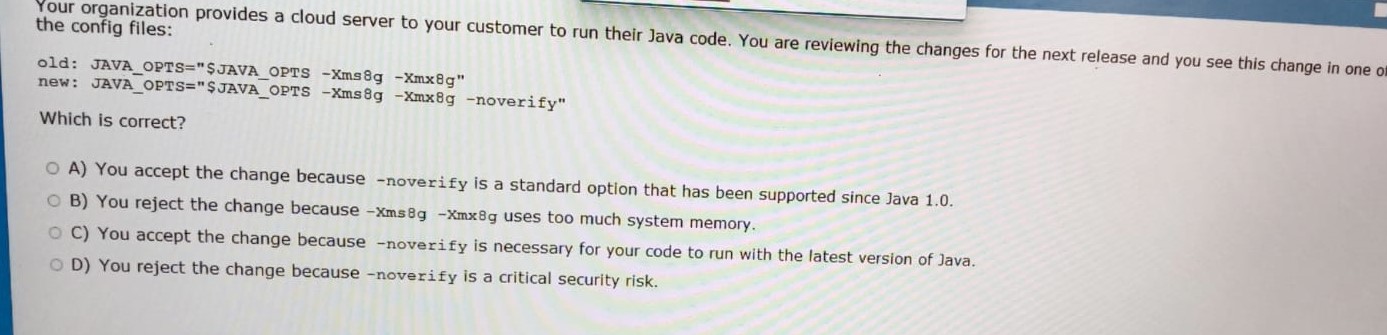 Your organization provides a cloud server to your customer to run their Java code. You are reviewing the changes for the next release and you see this change in one
the config files:
old: JAVA_OPTS="$JAVA_OPTS -Xms8g -Xmx8g"
new: JAVA_OPTS="$JAVA_OPTS -Xms8g -Xmx8g -noverify"
Which is correct?
A) You accept the change because -noverify is a standard option that has been supported since Java 1.0.
B) You reject the change because -Xms8g -Xmx8g uses too much system memory.
C) You accept the change because -noverify is necessary for your code to run with the latest version of Java.
D) You reject the change because -noverify is a critical security risk.